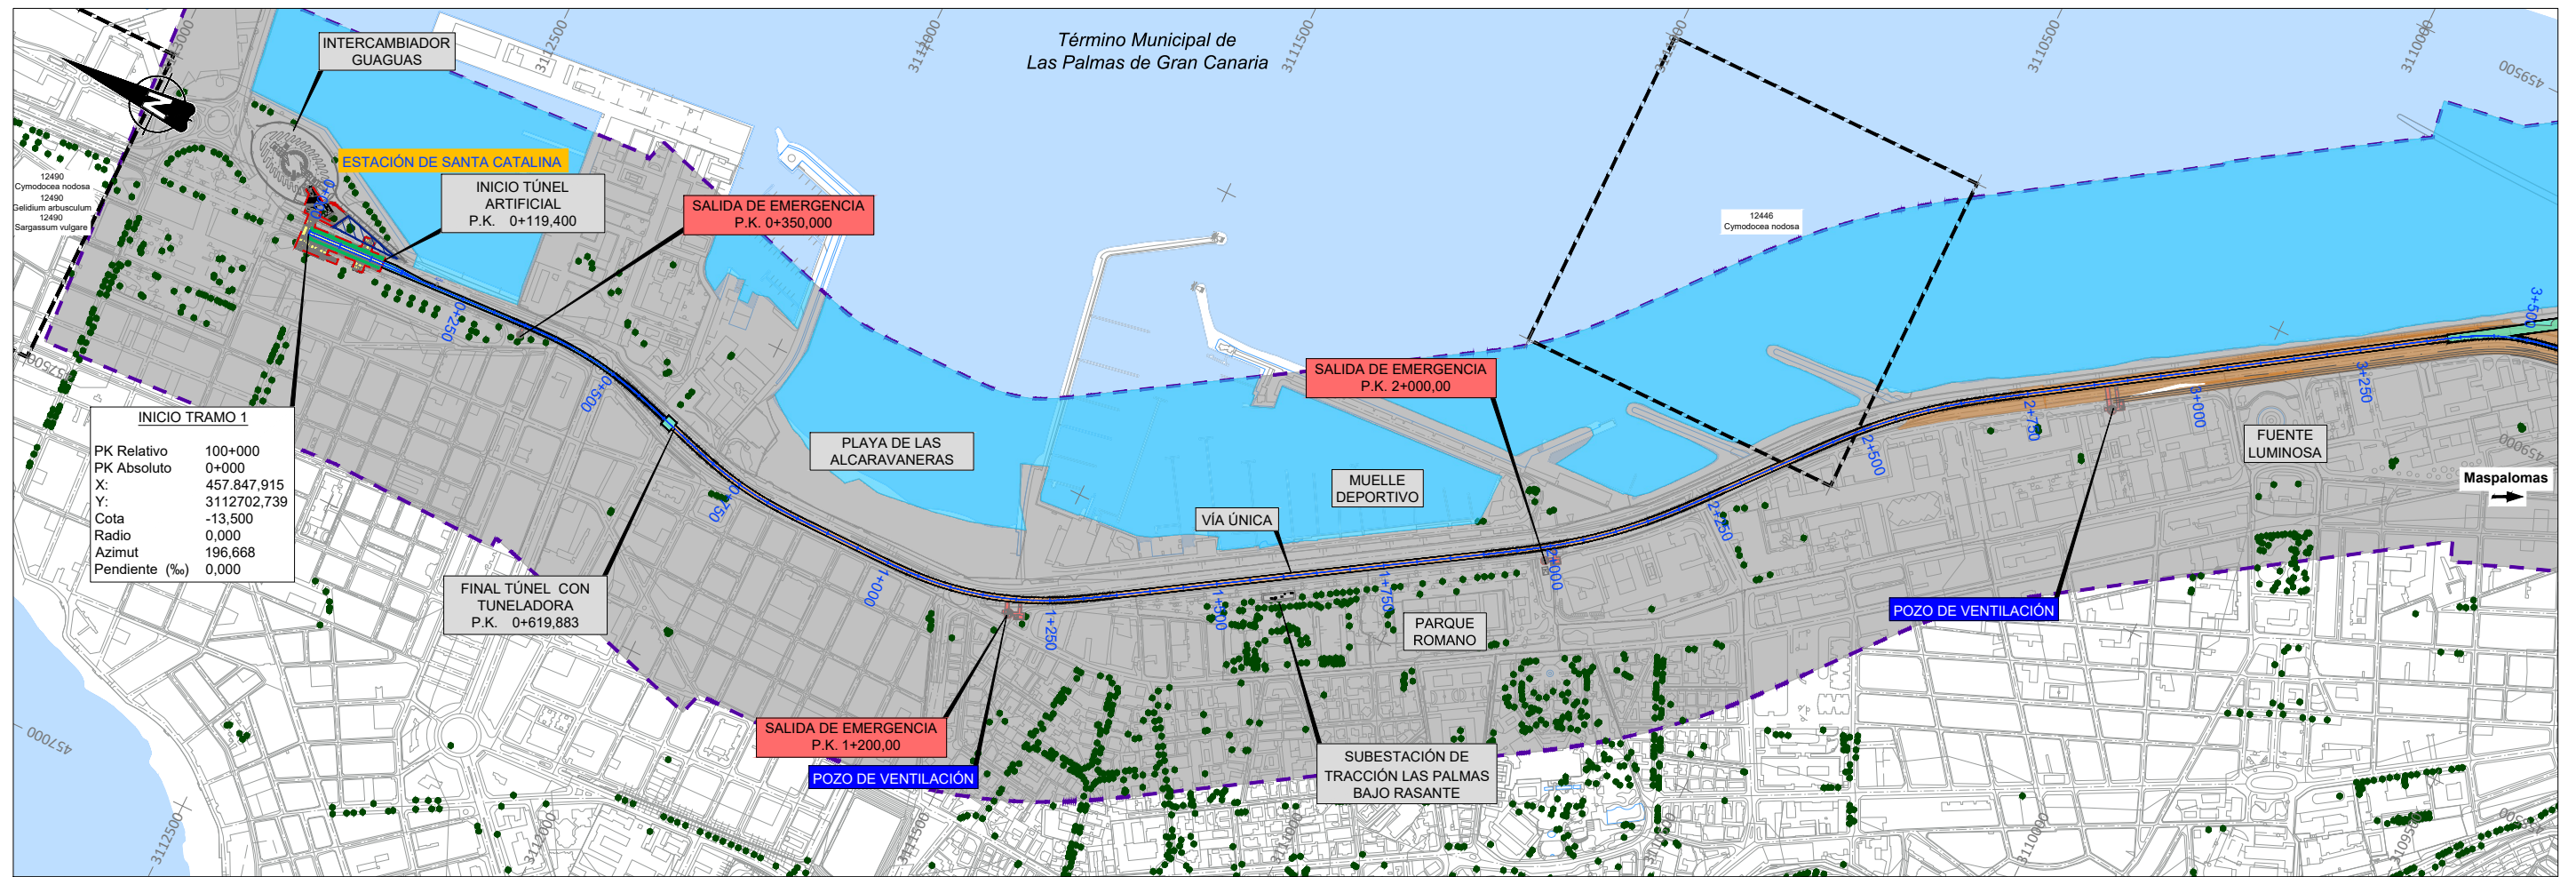 Término Municipal de
Las Palmas de Gran Canaria
INTERCAMBIADOR
GUAGUAS
N
ESTACIÓN DE SANTA CATALINA
12490
Cymodocea nodosa
12490
Gelidium arbusculum
12490
Sargassum vulgare
INICIO TÚNEL
ARTIFICIAL
P.K. 0+119,400
SALIDA DE EMERGENCIA
P.K. 0+350,000
12446
Cymodocea nodosa
INICIO TRAMO 1
PK Relativo 100+000
PK Absoluto 0+000
X: 457.847,915
Y: 3112702,739
Cota -13,500
Radio 0,000
Azimut 196,668
Pendiente (‰) 0,000
SALIDA DE EMERGENCIA
P.K. 2+000,00
PLAYA DE LAS
ALCARAVANERAS
MUELLE
DEPORTIVO
VÍA ÚNICA
FUENTE
LUMINOSA
Maspalomas
FINAL TÚNEL CON
TUNELADORA
P.K. 0+619,883
PARQUE
ROMANO
POZO DE VENTILACIÓN
SALIDA DE EMERGENCIA
P.K. 1+200,00
POZO DE VENTILACIÓN
SUBESTACIÓN DE
TRACCIÓN LAS PALMAS
BAJO RASANTE
0+250
0+500
0+750
1+000
1+250
1+500
1+750
2+000
2+250
2+500
2+750
3+000
3+250
3+500
3112500
3112000
3111500
3110500
3110000
459500
459000
457500
457000
3112500
3112000
3111500
3111000
3110000
3109500